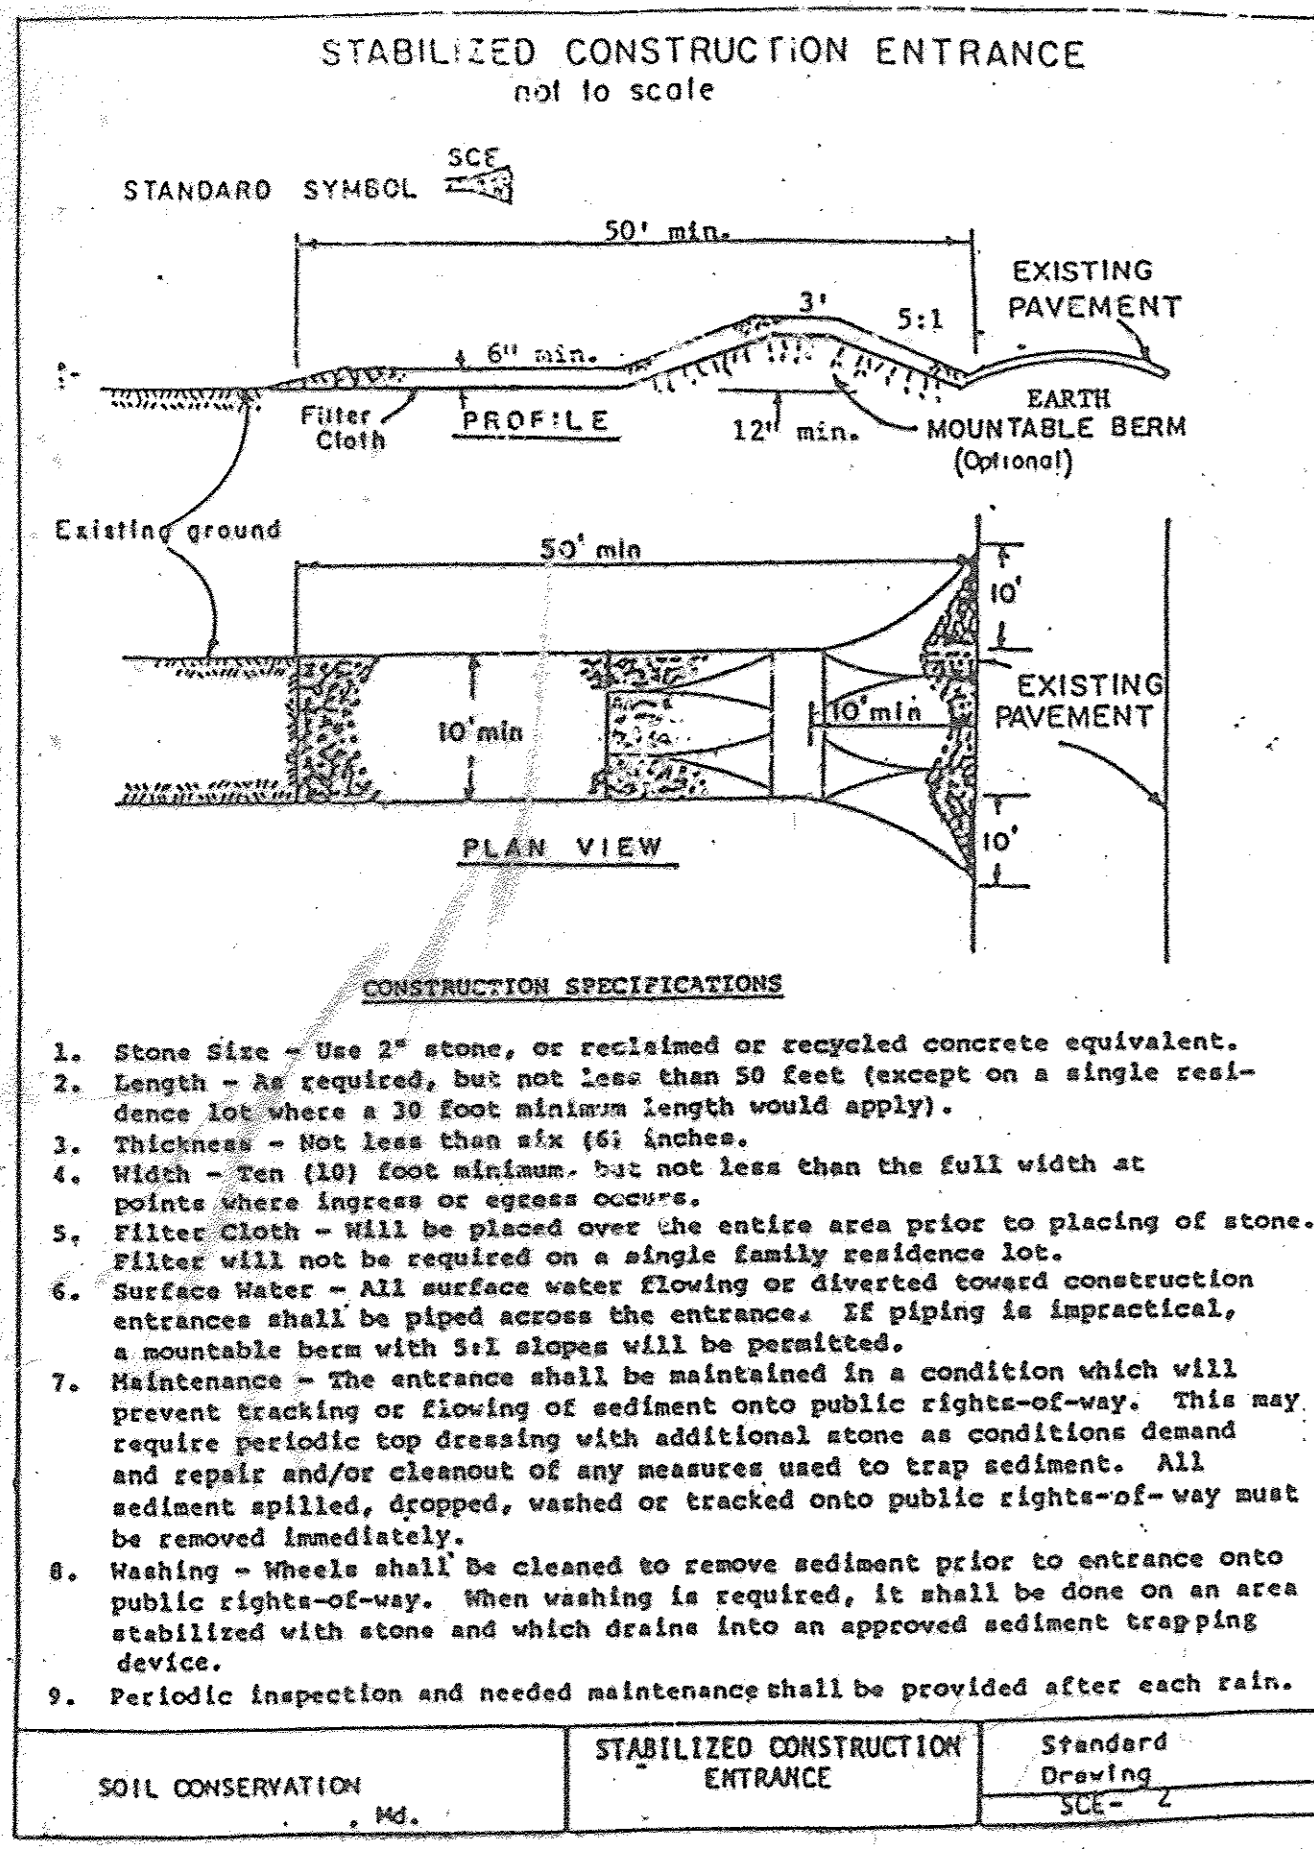 STABILIZED CONSTRUCTION ENTRANCE
not to scale
SCE
STANDARD SYMBOL
50' min.
EXISTING
PAVEMENT
3'
5:1
6" min.
Filter
Cloth
PROFILE
12" min.
EARTH
MOUNTABLE BERM
(Optional)
Existing ground
50' min
10'
10' min
10' min
EXISTING
PAVEMENT
10'
PLAN VIEW
CONSTRUCTION SPECIFICATIONS
1. Stone Size - Use 2" stone, or reclaimed or recycled concrete equivalent.
2. Length - As required, but not less than 50 feet (except on a single resi-
dence lot where a 30 foot minimum length would apply).
3. Thickness - Not less than six (6) inches.
4. Width - Ten (10) foot minimum, but not less than the full width at
points where ingress or egress occurs.
5. Filter Cloth - Will be placed over the entire area prior to placing of stone.
Filter will not be required on a single family residence lot.
6. Surface Water - All surface water flowing or diverted toward construction
entrances shall be piped across the entrance. If piping is impractical,
a mountable berm with 5:1 slopes will be permitted.
7. Maintenance - The entrance shall be maintained in a condition which will
prevent tracking or flowing of sediment onto public rights-of-way. This may
require periodic top dressing with additional stone as conditions demand
and repair and/or cleanout of any measures used to trap sediment. All
sediment spilled, dropped, washed or tracked onto public rights-of-way must
be removed immediately.
8. Washing - Wheels shall be cleaned to remove sediment prior to entrance onto
public rights-of-way. When washing is required, it shall be done on an area
stabilized with stone and which drains into an approved sediment trapping
device.
9. Periodic inspection and needed maintenance shall be provided after each rain.
SOIL CONSERVATION
, Md.
STABILIZED CONSTRUCTION
ENTRANCE
Standard
Drawing
SCE- 2